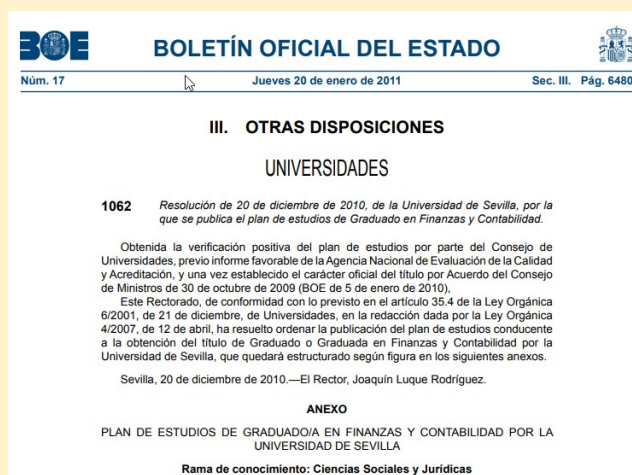 BOE
BOLETÍN OFICIAL DEL ESTADO
Núm. 17 Jueves 20 de enero de 2011 Sec. III. Pág. 6480
III. OTRAS DISPOSICIONES
UNIVERSIDADES
1062 Resolución de 20 de diciembre de 2010, de la Universidad de Sevilla, por la
que se publica el plan de estudios de Graduado en Finanzas y Contabilidad.
Obtenida la verificación positiva del plan de estudios por parte del Consejo de
Universidades, previo informe favorable de la Agencia Nacional de Evaluación de la Calidad
y Acreditación, y una vez establecido el carácter oficial del título por Acuerdo del Consejo
de Ministros de 30 de octubre de 2009 (BOE de 5 de enero de 2010),
Este Rectorado, de conformidad con lo previsto en el artículo 35.4 de la Ley Orgánica
6/2001, de 21 de diciembre, de Universidades, en la redacción dada por la Ley Orgánica
4/2007, de 12 de abril, ha resuelto ordenar la publicación del plan de estudios conducente
a la obtención del título de Graduado o Graduada en Finanzas y Contabilidad por la
Universidad de Sevilla, que quedará estructurado según figura en los siguientes anexos.
Sevilla, 20 de diciembre de 2010.—El Rector, Joaquín Luque Rodríguez.
ANEXO
PLAN DE ESTUDIOS DE GRADUADO/A EN FINANZAS Y CONTABILIDAD POR LA
UNIVERSIDAD DE SEVILLA
Rama de conocimiento: Ciencias Sociales y Jurídicas